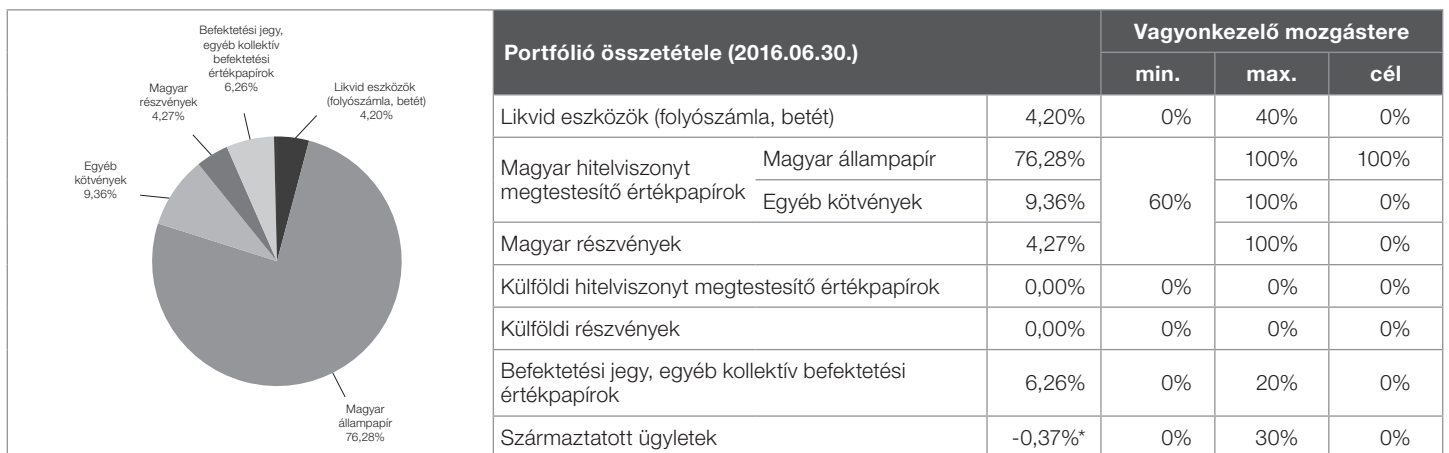 Befektetési jegy,
egyéb kollektív
befektetési
értékpapírok
6,26%
Magyar
részvények
4,27%
Likvid eszközök
(folyószámla, betét)
4,20%
Egyéb
kötvények
9,36%
Magyar
állampapír
76,28%
Portfólió összetétele (2016.06.30.)
Vagyonkezelő mozgástere
min. max. cél
Likvid eszközök (folyószámla, betét) 4,20% 0% 40% 0%
Magyar hitelviszonyt
megtestesítő értékpapírok
Magyar állampapír 76,28% 100% 100%
Egyéb kötvények 9,36% 60% 100% 0%
Magyar részvények 4,27% 100% 0%
Külföldi hitelviszonyt megtestesítő értékpapírok 0,00% 0% 0% 0%
Külföldi részvények 0,00% 0% 0% 0%
Befektetési jegy, egyéb kollektív befektetési
értékpapírok 6,26% 0% 20% 0%
Származtatott ügyletek -0,37%* 0% 30% 0%